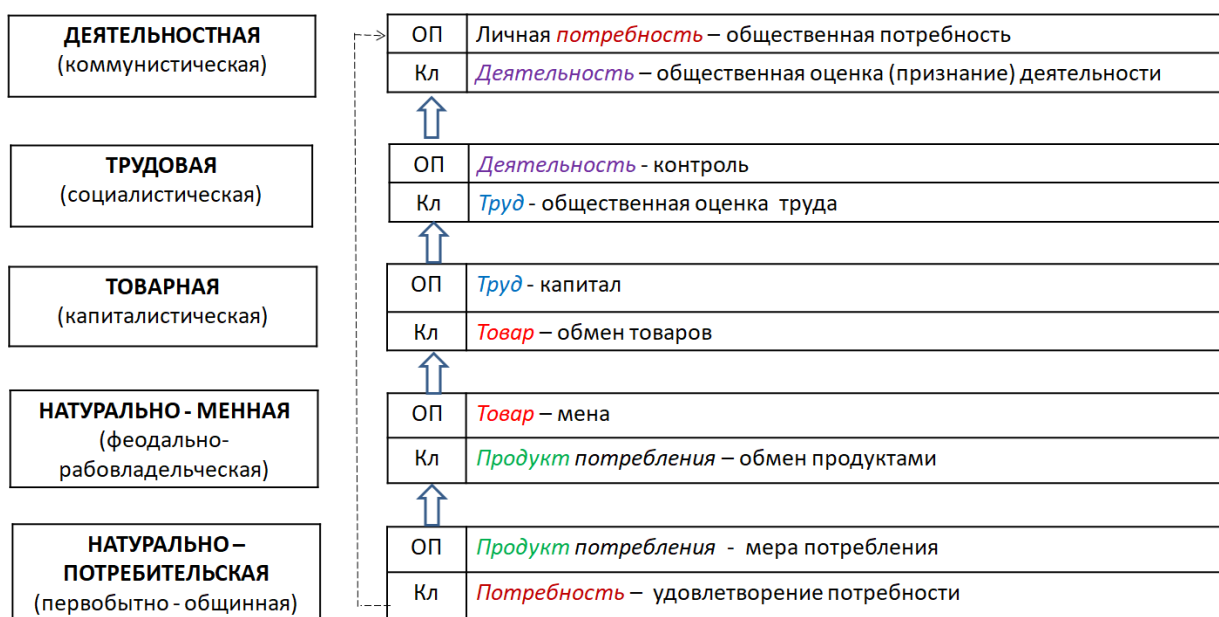 ДЕЯТЕЛЬНОСТНАЯ
(коммунистическая)
ОП Личная потребность – общественная потребность
Кл Деятельность – общественная оценка (признание) деятельности
ТРУДОВАЯ
(социалистическая)
ОП Деятельность - контроль
Кл Труд - общественная оценка труда
ТОВАРНАЯ
(капиталистическая)
ОП Труд - капитал
Кл Товар – обмен товаров
НАТУРАЛЬНО - МЕННАЯ
(феодально-
рабовладельческая)
ОП Товар – мена
Кл Продукт потребления – обмен продуктами
НАТУРАЛЬНО –
ПОТРЕБИТЕЛЬСКАЯ
(первобытно - общинная)
ОП Продукт потребления - мера потребления
Кл Потребность – удовлетворение потребности